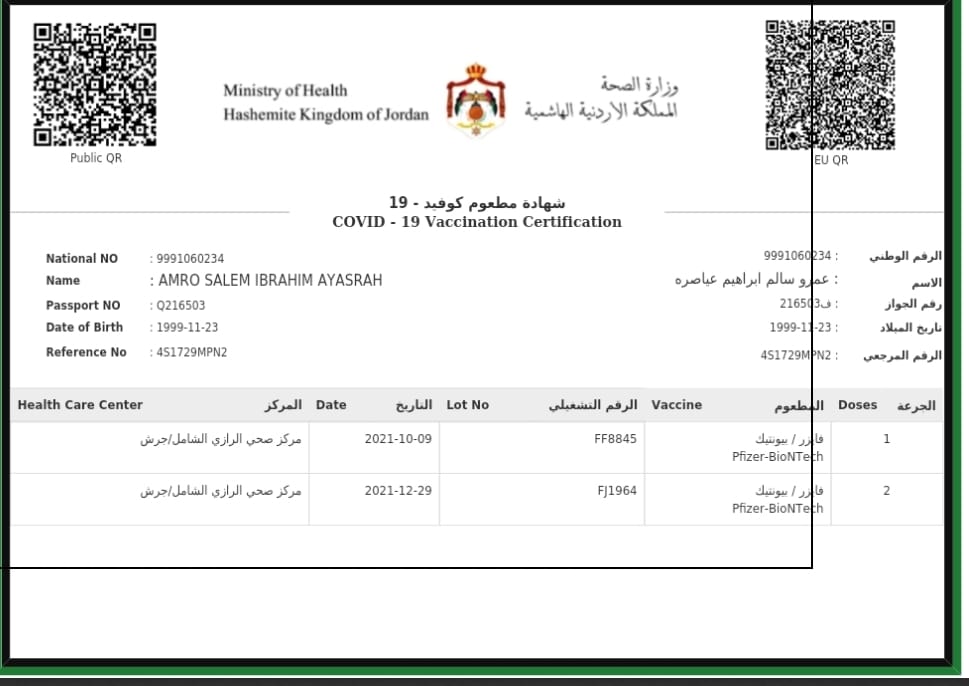 Public QR
Ministry of Health
Hashemite Kingdom of Jordan
وزارة الصحة
المملكة الاردنية الهاشمية
EU QR
شهادة مطعوم كوفيد - 19
COVID - 19 Vaccination Certification
National NO : 9991060234
9991060234 : الرقم الوطني
Name : AMRO SALEM IBRAHIM AYASRAH
عمرو سالم ابراهيم عياصره : الاسم
Passport NO : Q216503
ف216503 : رقم الجواز
Date of Birth : 1999-11-23
1999-11-23 : تاريخ الميلاد
Reference No : 4S1729MPN2
4S1729MPN2 : الرقم المرجعي
Health Care Center المركز Date التاريخ Lot No الرقم التشغيلي Vaccine المطعوم Doses الجرعة
مركز صحي الرازي الشامل/جرش 2021-10-09 FF8845 فايزر / بيونتيك 1
Pfizer-BioNTech
مركز صحي الرازي الشامل/جرش 2021-12-29 FJ1964 فايزر / بيونتيك 2
Pfizer-BioNTech